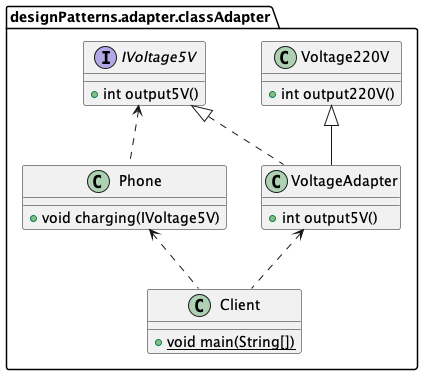 designPatterns.adapter.classAdapter
I IVoltage5V
int output5V()
C Voltage220V
int output220V()
C Phone
void charging(IVoltage5V)
C VoltageAdapter
int output5V()
C Client
void main(String[])